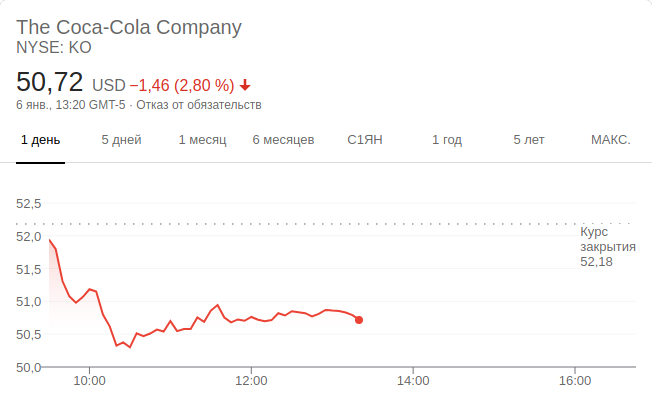 The Coca-Cola Company
NYSE: KO
50,72 USD −1,46 (2,80 %)
6 янв., 13:20 GMT-5 · Отказ от обязательств
1 день 5 дней 1 месяц 6 месяцев С1ЯН 1 год 5 лет МАКС.
52,5
52,0
51,5
51,0
50,5
50,0
Курс
закрытия
52,18
10:00 12:00 14:00 16:00